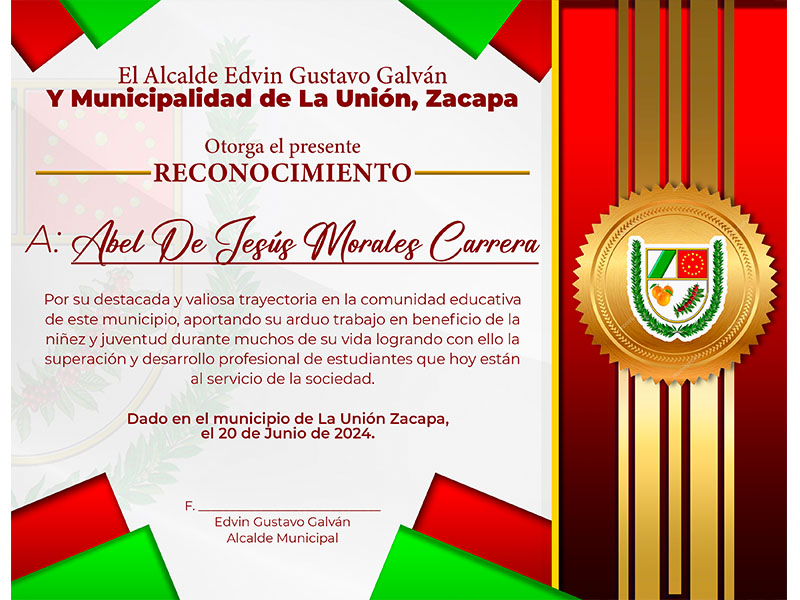 El Alcalde Edvin Gustavo Galván
Y Municipalidad de La Unión, Zacapa
Otorga el presente
RECONOCIMIENTO
A: Abel De Jesús Morales Carrera
Por su destacada y valiosa trayectoria en la comunidad educativa
de este municipio, aportando su arduo trabajo en beneficio de la
niñez y juventud durante muchos de su vida logrando con ello la
superación y desarrollo profesional de estudiantes que hoy están
al servicio de la sociedad.
Dado en el municipio de La Unión Zacapa,
el 20 de Junio de 2024.
F. ______________________________
Edvin Gustavo Galván
Alcalde Municipal